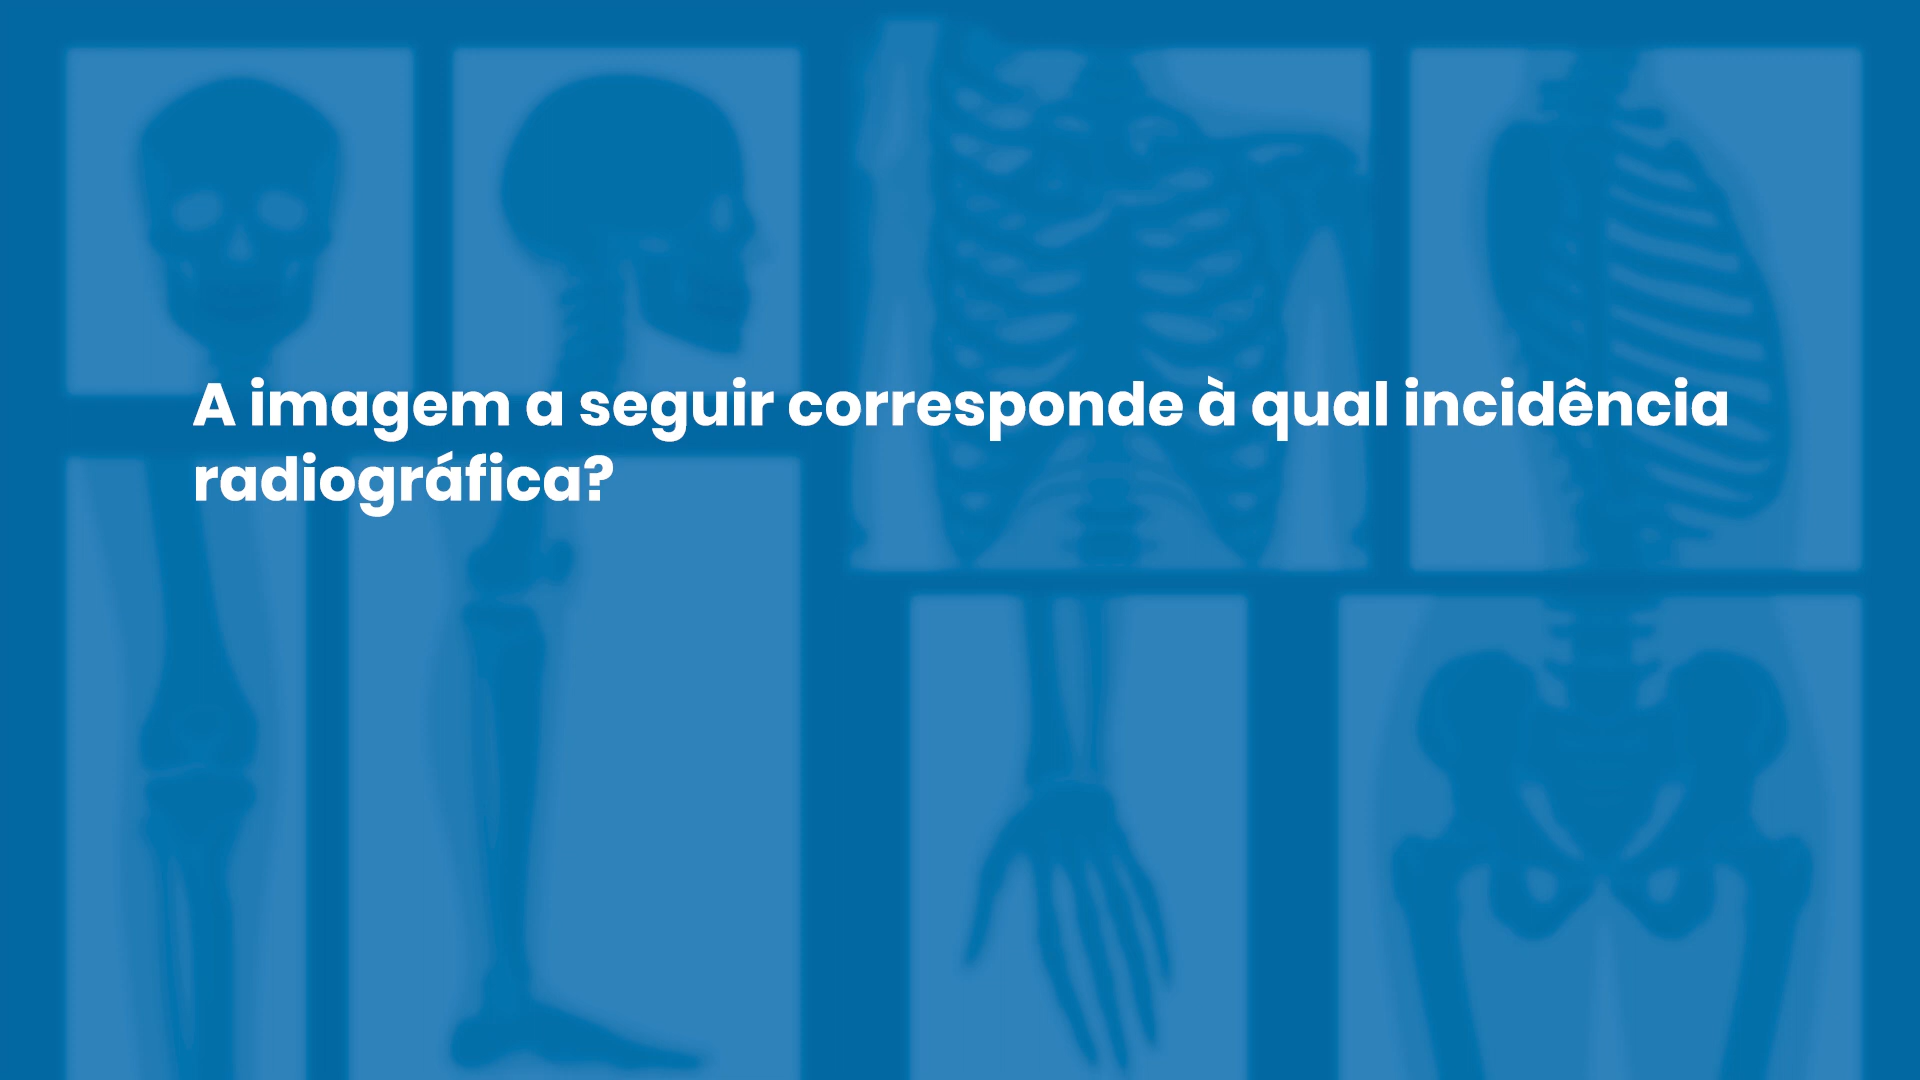 A imagem a seguir corresponde à qual incidência
radiográfica?